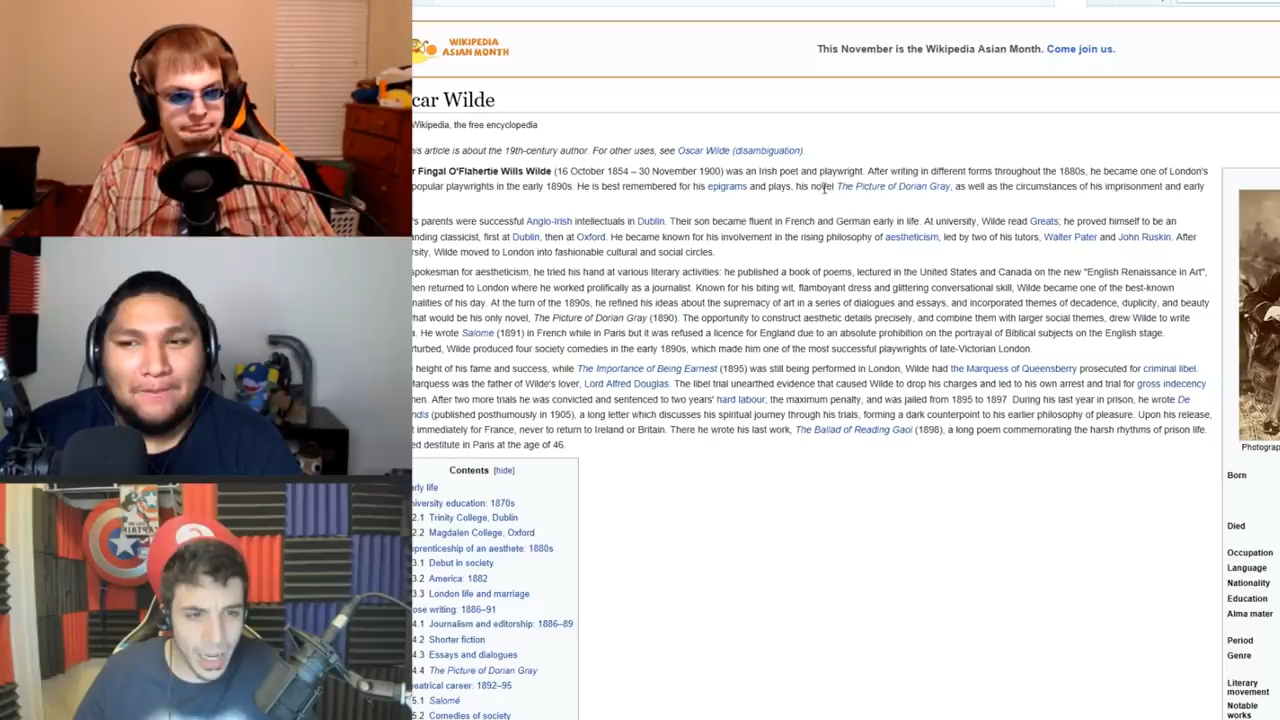 WIKIPEDIA
ASIAN MONTH
This November is the Wikipedia Asian Month. Come join us.
car Wilde
Wikipedia, the free encyclopedia
is article is about the 19th-century author. For other uses, see Oscar Wilde (disambiguation).
r Fingal O'Flahertie Wills Wilde (16 October 1854 – 30 November 1900) was an Irish poet and playwright. After writing in different forms throughout the 1880s, he became one of London's
popular playwrights in the early 1890s. He is best remembered for his epigrams and plays, his novel The Picture of Dorian Gray, as well as the circumstances of his imprisonment and early
's parents were successful Anglo-Irish intellectuals in Dublin. Their son became fluent in French and German early in life. At university, Wilde read Greats; he proved himself to be an
nding classicist, first at Dublin, then at Oxford. He became known for his involvement in the rising philosophy of aestheticism, led by two of his tutors, Walter Pater and John Ruskin. After
rsity, Wilde moved to London into fashionable cultural and social circles.
spokesman for aestheticism, he tried his hand at various literary activities: he published a book of poems, lectured in the United States and Canada on the new "English Renaissance in Art",
en returned to London where he worked prolifically as a journalist. Known for his biting wit, flamboyant dress and glittering conversational skill, Wilde became one of the best-known
nalities of his day. At the turn of the 1890s, he refined his ideas about the supremacy of art in a series of dialogues and essays, and incorporated themes of decadence, duplicity, and beauty
hat would be his only novel, The Picture of Dorian Gray (1890). The opportunity to construct aesthetic details precisely, and combine them with larger social themes, drew Wilde to write
a. He wrote Salome (1891) in French while in Paris but it was refused a licence for England due to an absolute prohibition on the portrayal of Biblical subjects on the English stage.
rturbed, Wilde produced four society comedies in the early 1890s, which made him one of the most successful playwrights of late-Victorian London.
height of his fame and success, while The Importance of Being Earnest (1895) was still being performed in London, Wilde had the Marquess of Queensberry prosecuted for criminal libel.
Marquess was the father of Wilde's lover, Lord Alfred Douglas. The libel trial unearthed evidence that caused Wilde to drop his charges and led to his own arrest and trial for gross indecency
nen. After two more trials he was convicted and sentenced to two years' hard labour, the maximum penalty, and was jailed from 1895 to 1897 During his last year in prison, he wrote De
ndis (published posthumously in 1905), a long letter which discusses his spiritual journey through his trials, forming a dark counterpoint to his earlier philosophy of pleasure. Upon his release,
t immediately for France, never to return to Ireland or Britain. There he wrote his last work, The Ballad of Reading Gaol (1898), a long poem commemorating the harsh rhythms of prison life.
ed destitute in Paris at the age of 46.
Contents [hide]
arly life
niversity education: 1870s
2.1 Trinity College, Dublin
2.2 Magdalen College, Oxford
pprenticeship of an aesthete: 1880s
3.1 Debut in society
3.2 America: 1882
3.3 London life and marriage
ose writing: 1886–91
4.1 Journalism and editorship: 1886–89
4.2 Shorter fiction
4.3 Essays and dialogues
4.4 The Picture of Dorian Gray
eatrical career: 1892–95
5.1 Salomé
5.2 Comedies of society
Photograp
Born
Died
Occupation
Language
Nationality
Education
Alma mater
Period
Genre
Literary
movement
Notable
works